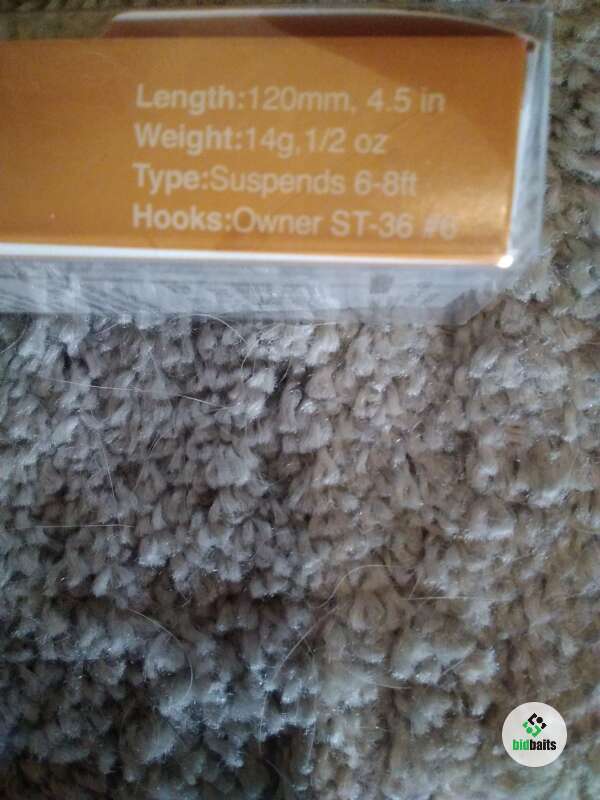 Length:120mm, 4.5 in
Weight:14g,1/2 oz
Type:Suspends 6-8ft
Hooks:Owner ST-36 #6
bidbaits